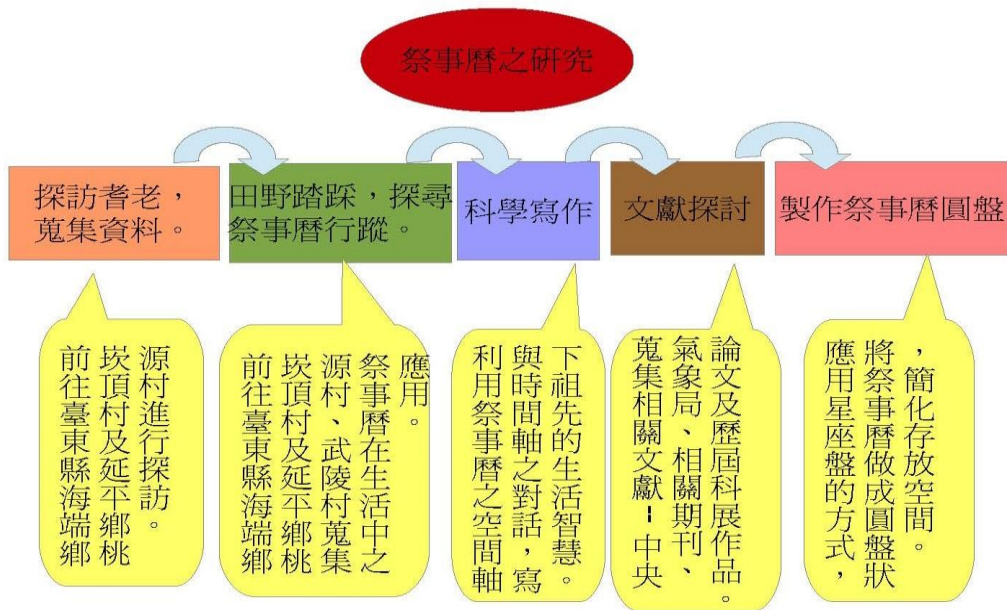 祭事曆之研究
探訪耆老，
蒐集資料。
田野踏踩，探尋
祭事曆行蹤。
科學寫作
文獻探討
製作祭事曆圓盤
前往臺東縣海端鄉
崁頂村及延平鄉桃
源村進行探訪。
前往臺東縣海端鄉
崁頂村及延平鄉桃
源村、武陵村蒐集
祭事曆在生活中之
應用。
利用祭事曆之空間軸
與時間軸之對話，寫
下祖先的生活智慧。
蒐集相關文獻-中央
氣象局、相關期刊、
論文及歷屆科展作品。
應用星座盤的方式，
將祭事曆做成圓盤狀
，簡化存放空間。